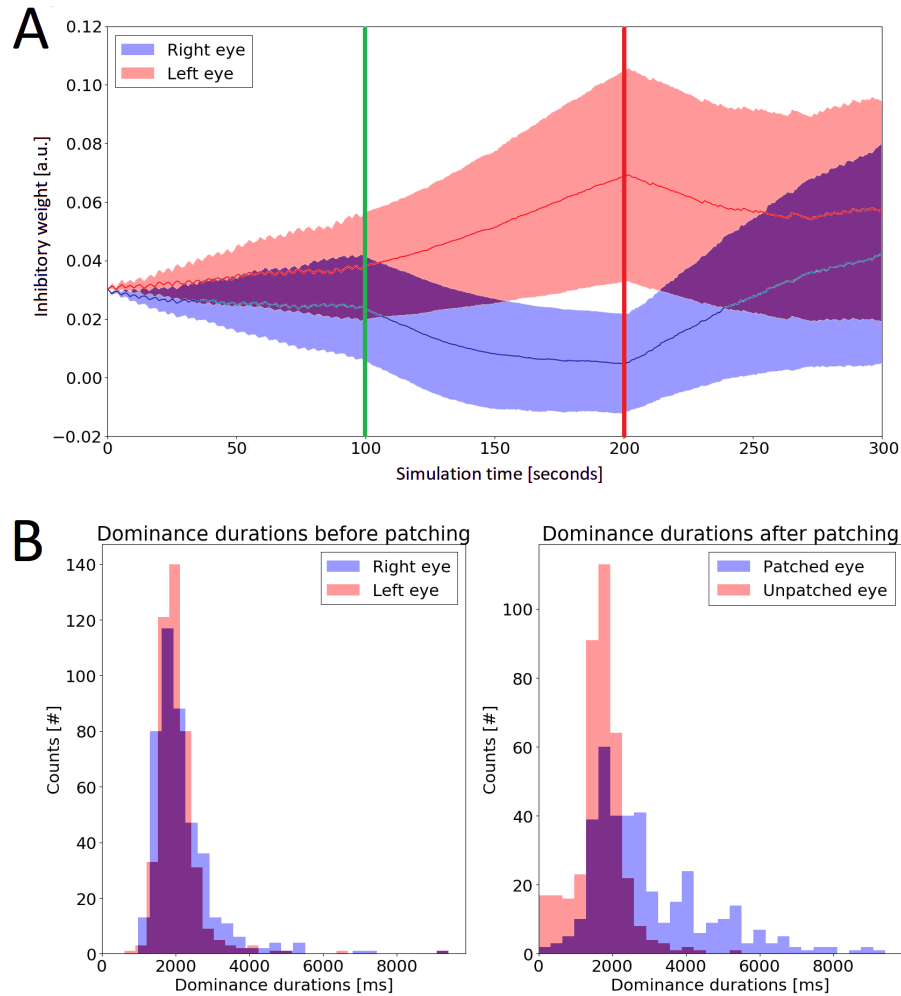 A
0.12
0.10
0.08
0.06
0.04
0.02
0.00
−0.02
Inhibitory weight [a.u.]
Right eye
Left eye
0 50 100 150 200 250 300
Simulation time [seconds]
B
Dominance durations before patching
140
120
100
80
60
40
20
0
Counts [#]
Right eye
Left eye
0 2000 4000 6000 8000
Dominance durations [ms]
Dominance durations after patching
100
80
60
40
20
0
Counts [#]
Patched eye
Unpatched eye
0 2000 4000 6000 8000
Dominance durations [ms]